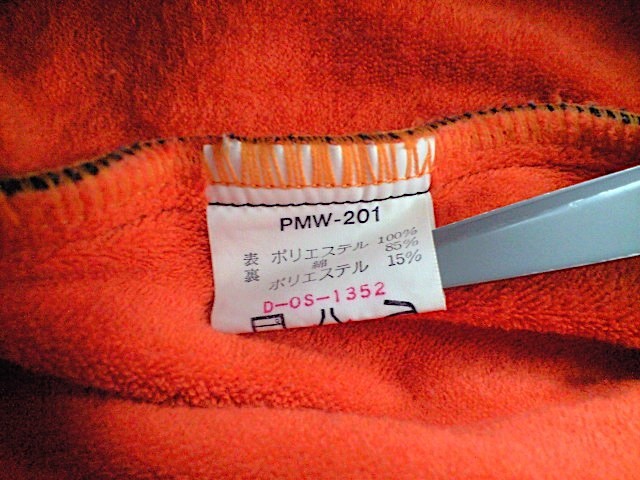 PMW-201
表 ポリエステル 100%
裏 綿 85%
ポリエステル 15%
D-OS-1352